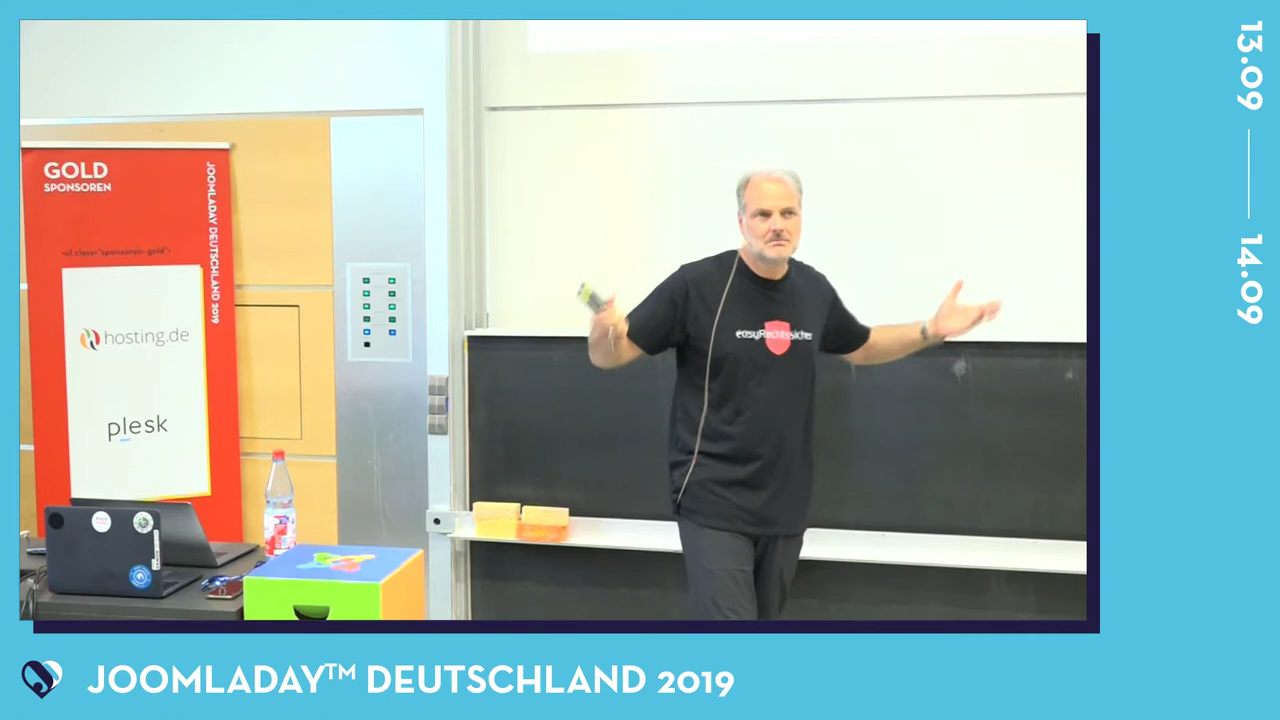 GOLD
SPONSOREN
JOOMLADAY DEUTSCHLAND 2019
<ul class="sponsoren--gold">
hosting.de
plesk
easyRechtssicher
13.09 — 14.09
JOOMLADAY™ DEUTSCHLAND 2019